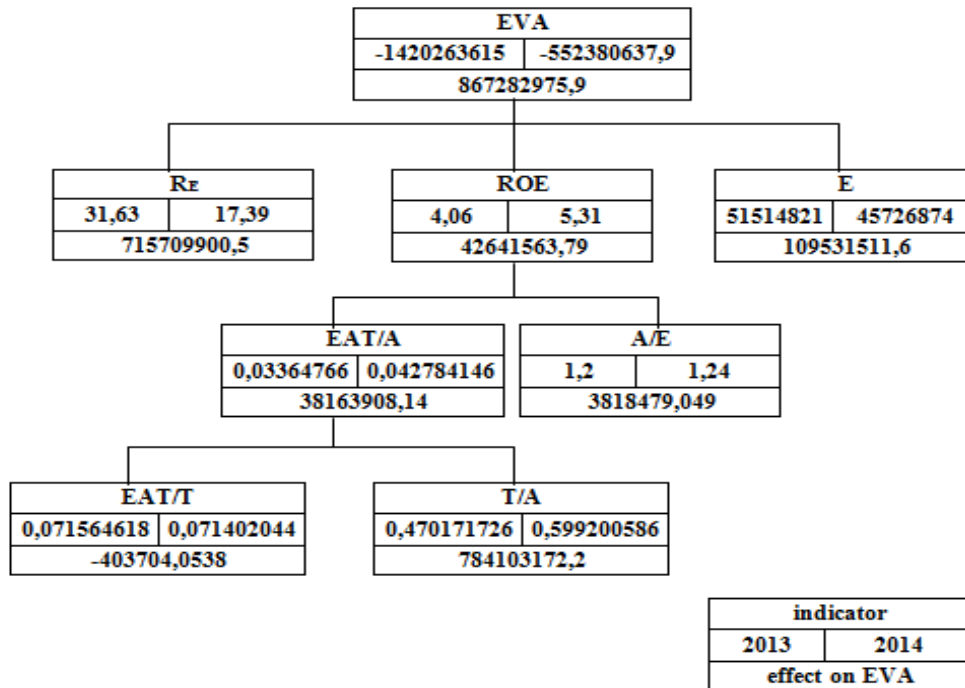 EVA
-1420263615 -552380637,9
867282975,9
RE ROE E
31,63 17,39 4,06 5,31 51514821 45726874
715709900,5 42641563,79 109531511,6
EAT/A A/E
0,03364766 0,042784146 1,2 1,24
38163908,14 3818479,049
EAT/T T/A
0,071564618 0,071402044 0,470171726 0,599200586
-403704,0538 784103172,2
indicator
2013 2014
effect on EVA